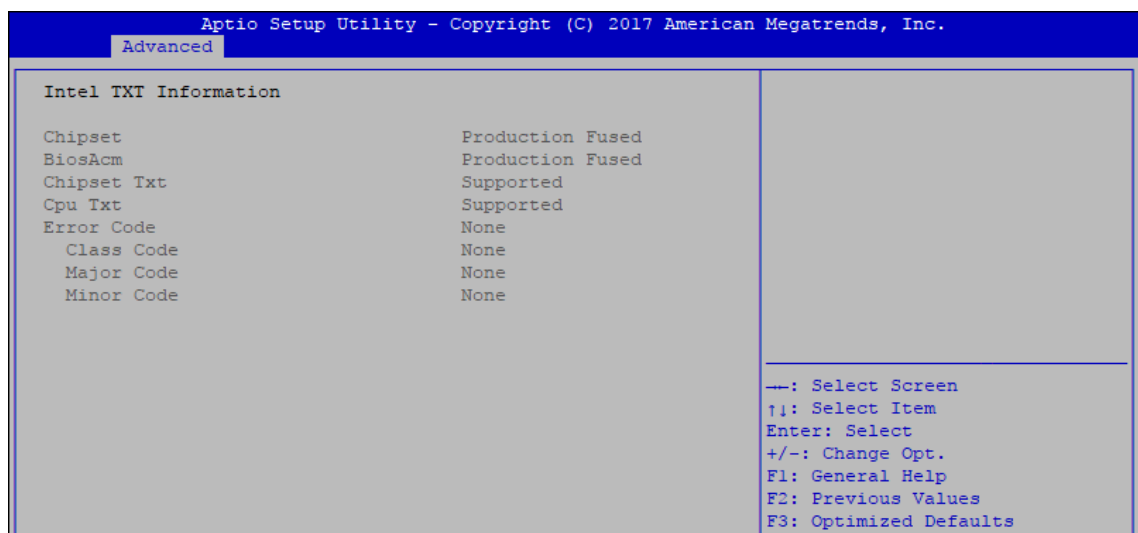 Aptio Setup Utility – Copyright (C) 2017 American Megatrends, Inc.
Advanced
Intel TXT Information
Chipset Production Fused
BiosAcm Production Fused
Chipset Txt Supported
Cpu Txt Supported
Error Code None
Class Code None
Major Code None
Minor Code None
→←: Select Screen
↑↓: Select Item
Enter: Select
+/-: Change Opt.
F1: General Help
F2: Previous Values
F3: Optimized Defaults